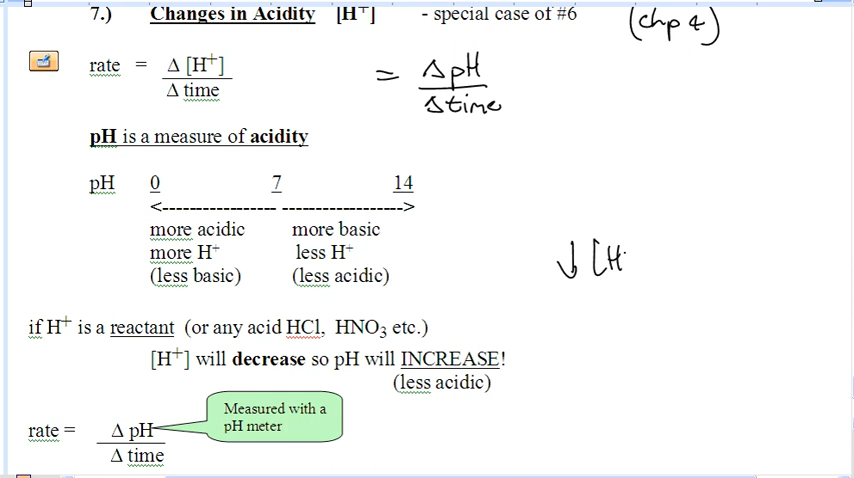 7.) Changes in Acidity [H⁺] - special case of #6 (chp 4)
rate = Δ [H⁺] = ΔpH
Δ time Δtime
pH is a measure of acidity
pH 0 7 14
<----------------- ------------------>
more acidic more basic
more H⁺ less H⁺ ↓ [H
(less basic) (less acidic)
if H⁺ is a reactant (or any acid HCl, HNO₃ etc.)
[H⁺] will decrease so pH will INCREASE!
(less acidic)
Measured with a
pH meter
rate = Δ pH
Δ time